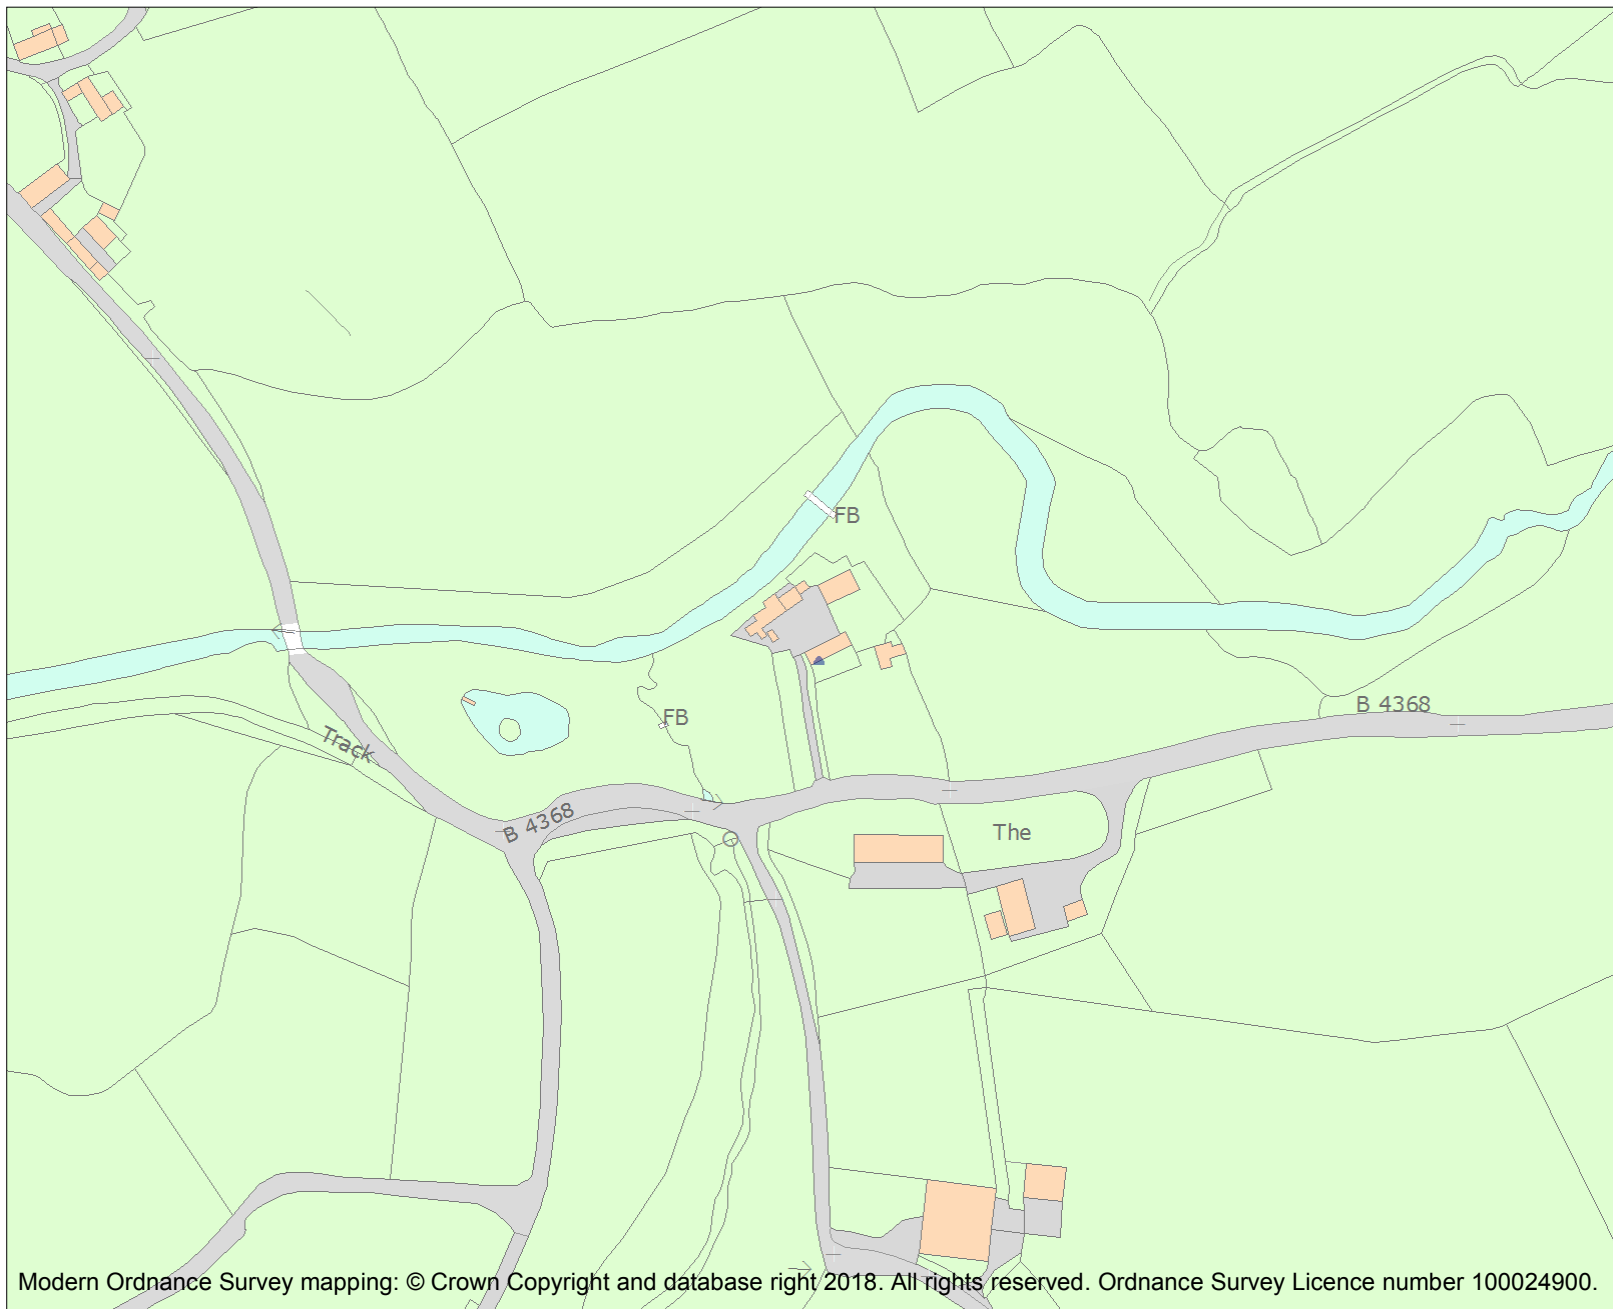 FB
B 4368
FB
Track
B 4368
The
Modern Ordnance Survey mapping: © Crown Copyright and database right 2018. All rights reserved. Ordnance Survey Licence number 100024900.